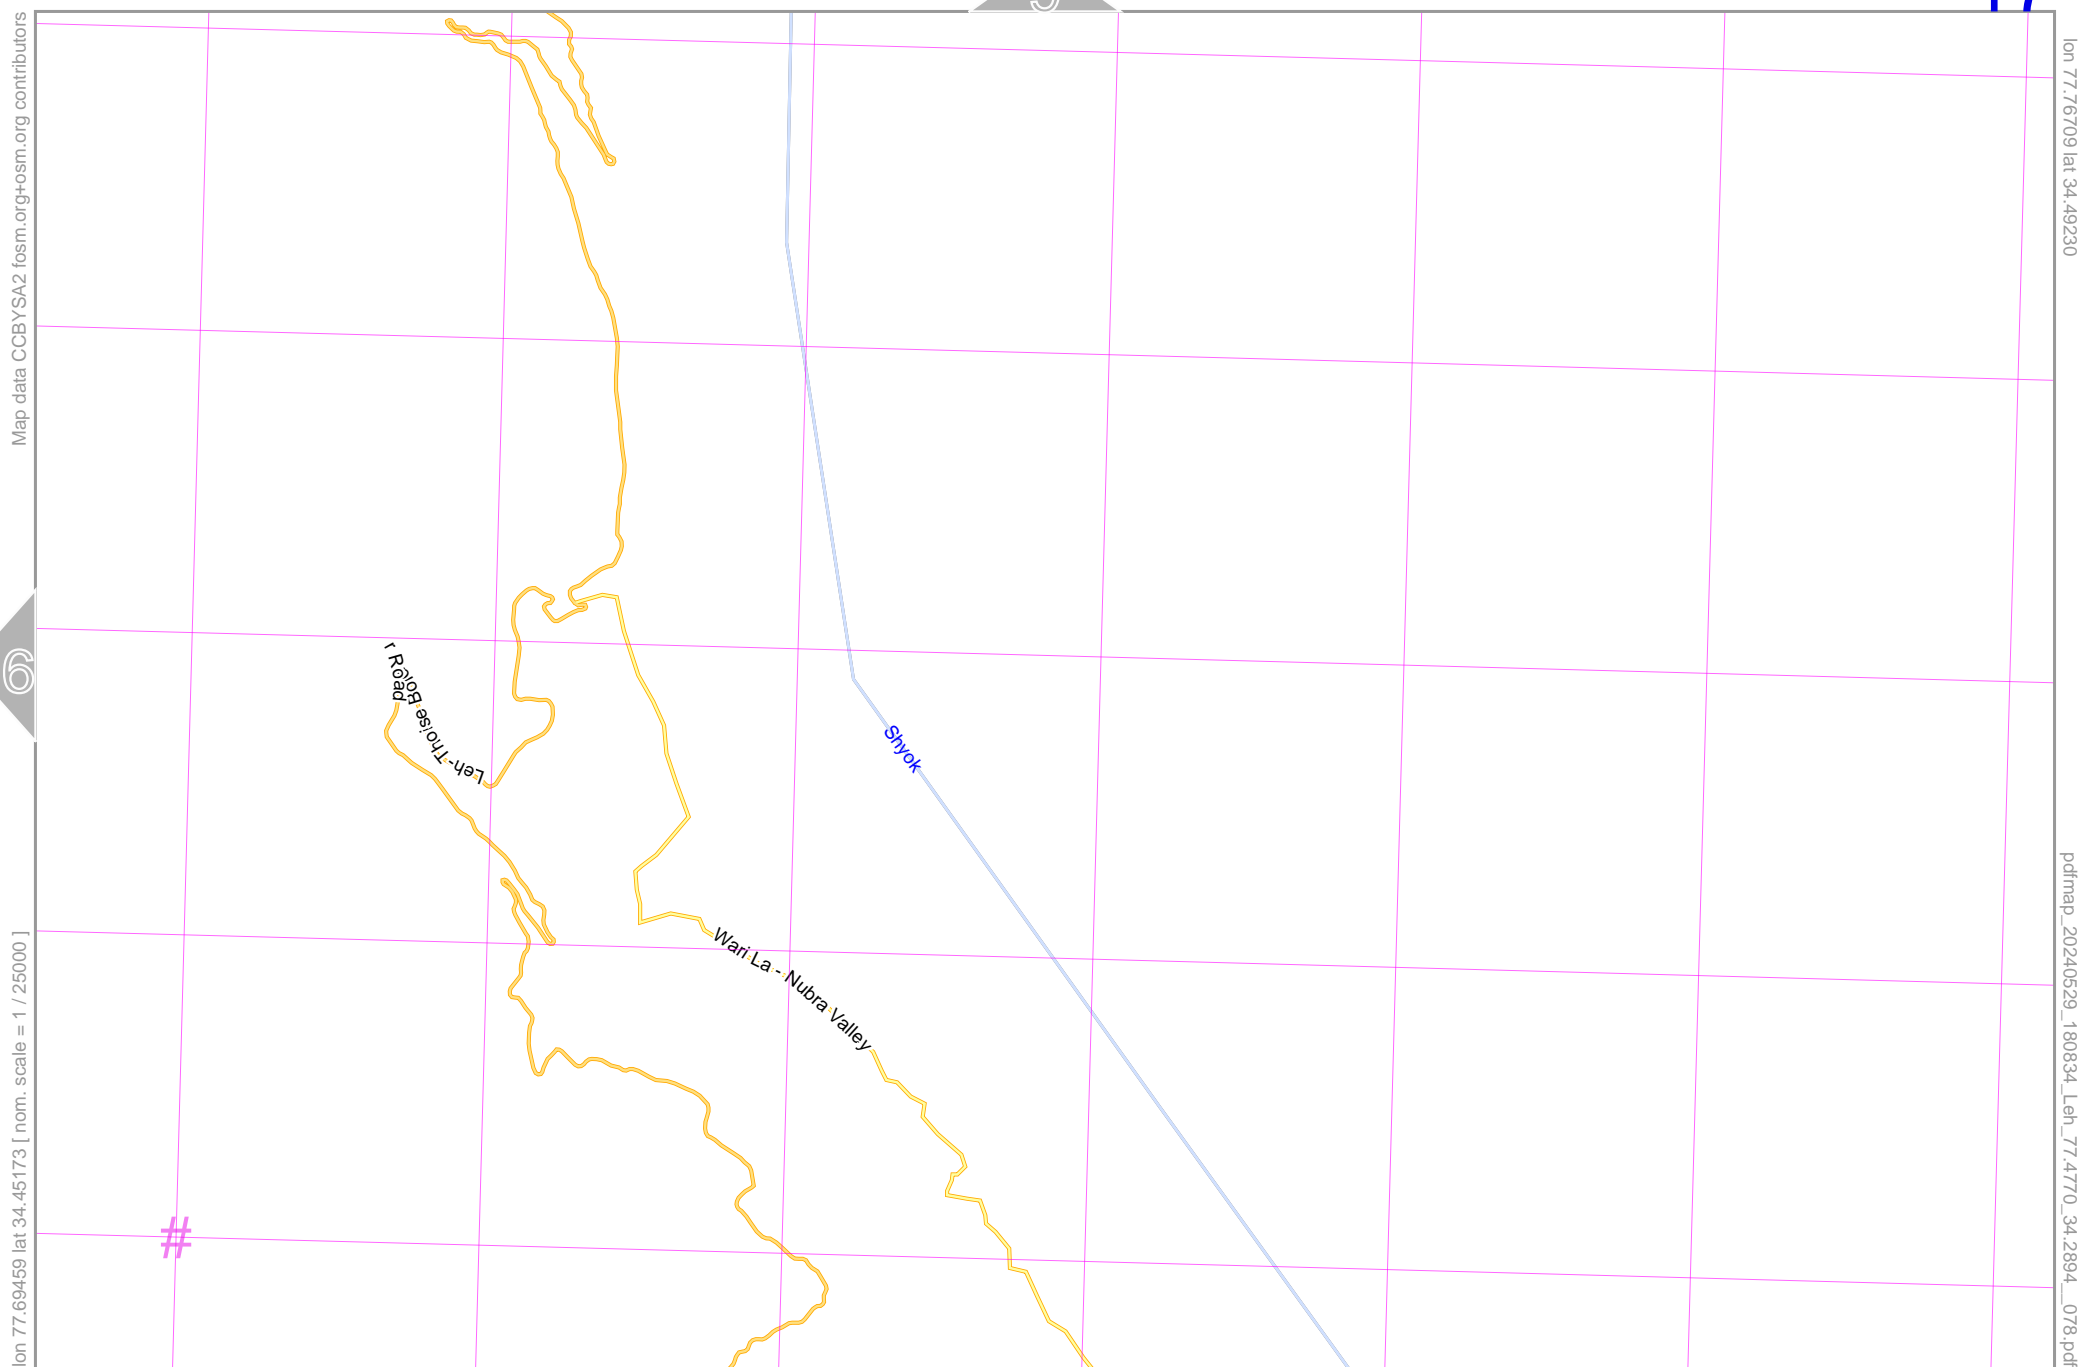 Map data CCBYSA2 fosm.org+osm.org contributors
lon 77.76709 lat 34.49230
6
r Road
Leh-Thoise
Shyok
Wari La - Nubra Valley
#
lon 77.69459 lat 34.45173 [ nom. scale = 1 / 25000 ]
pdfmap_20240529_180834_Leh_77.4770_34.2894__078.pdf